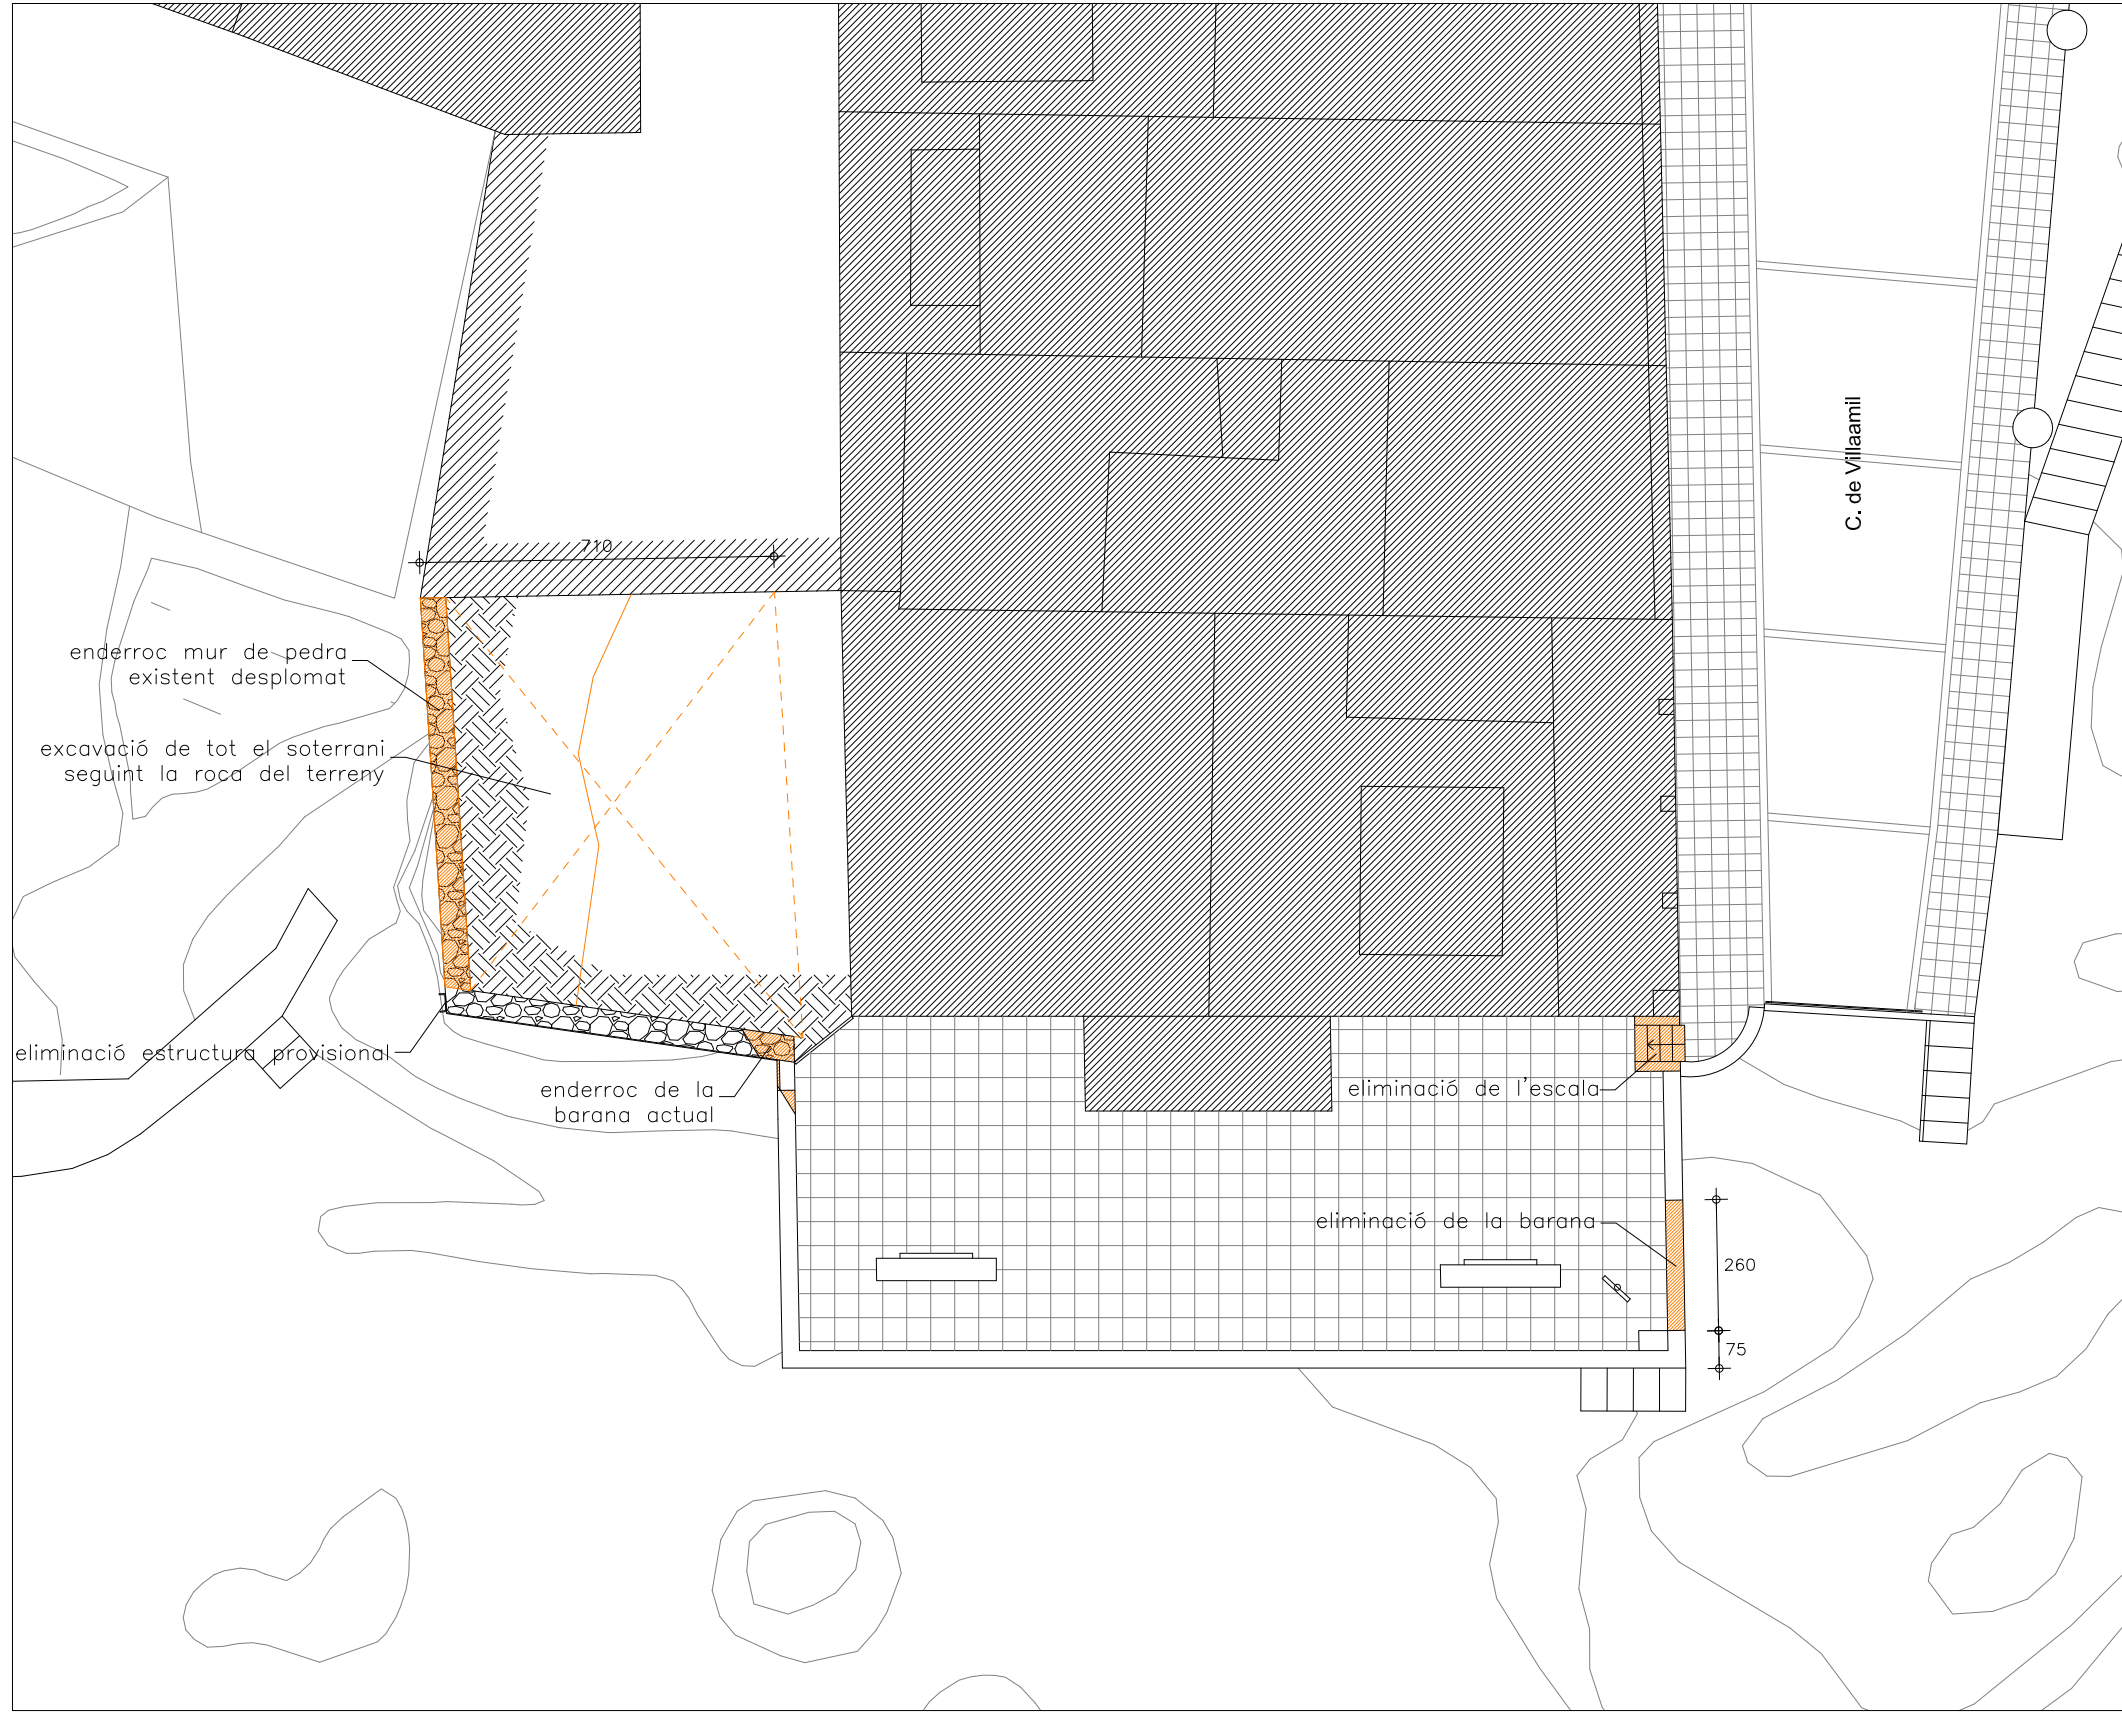 C. de Villaamil
710
enderroc mur de pedra
existent desplomat
excavació de tot el soterrani
seguint la roca del terreny
eliminació estructura provisional
enderroc de la
barana actual
eliminació de l'escala
eliminació de la barana
260
75